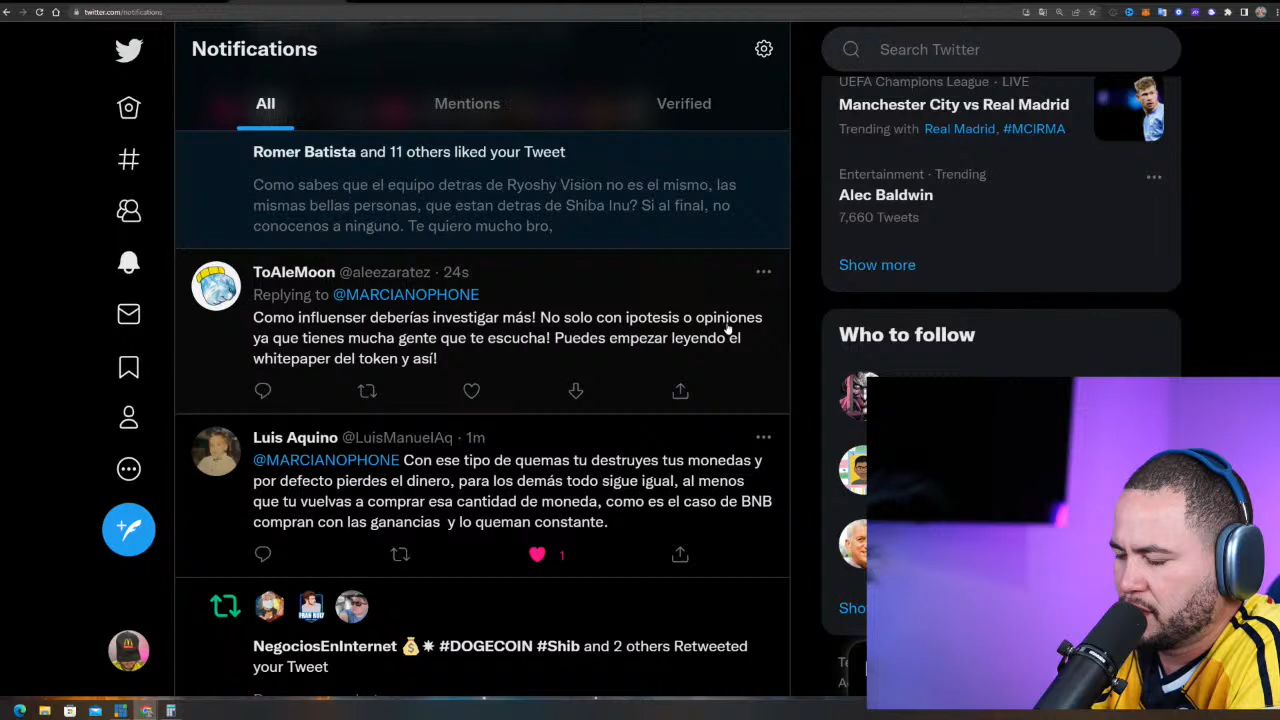 twitter.com/notifications
Notifications
All
Mentions
Verified
Romer Batista and 11 others liked your Tweet
Como sabes que el equipo detras de Ryoshy Vision no es el mismo, las
mismas bellas personas, que estan detras de Shiba Inu? Si al final, no
conocenos a ninguno. Te quiero mucho bro,
ToAleMoon @aleezaratez · 24s
Replying to @MARCIANOPHONE
Como influenser deberías investigar más! No solo con ipotesis o opiniones
ya que tienes mucha gente que te escucha! Puedes empezar leyendo el
whitepaper del token y así!
Luis Aquino @LuisManuelAq · 1m
@MARCIANOPHONE Con ese tipo de quemas tu destruyes tus monedas y
por defecto pierdes el dinero, para los demás todo sigue igual, al menos
que tu vuelvas a comprar esa cantidad de moneda, como es el caso de BNB
compran con las ganancias y lo queman constante.
1
FRAN BOLY
NegociosEnInternet 💰✷ #DOGECOIN #Shib and 2 others Retweeted
your Tweet
Search Twitter
UEFA Champions League · LIVE
Manchester City vs Real Madrid
Trending with Real Madrid, #MCIRMA
Entertainment · Trending
Alec Baldwin
7,660 Tweets
Show more
Who to follow
Sho
Te